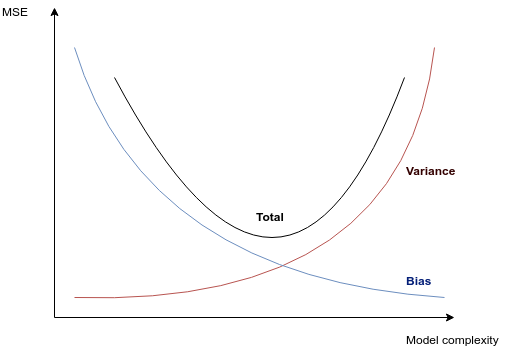 MSE
Total
Variance
Bias
Model complexity